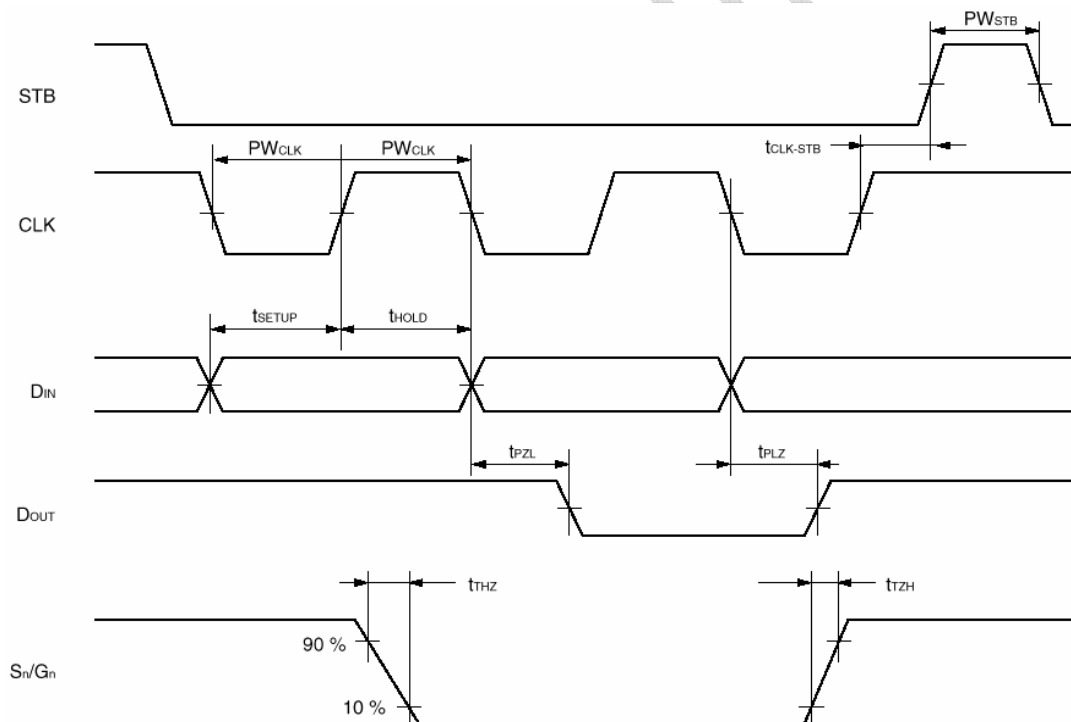 PWSTB
STB
PWCLK PWCLK
tCLK-STB
CLK
tSETUP tHOLD
DIN
tPZL tPLZ
DOUT
tTHZ tTZH
90 %
Sn/Gn
10 %